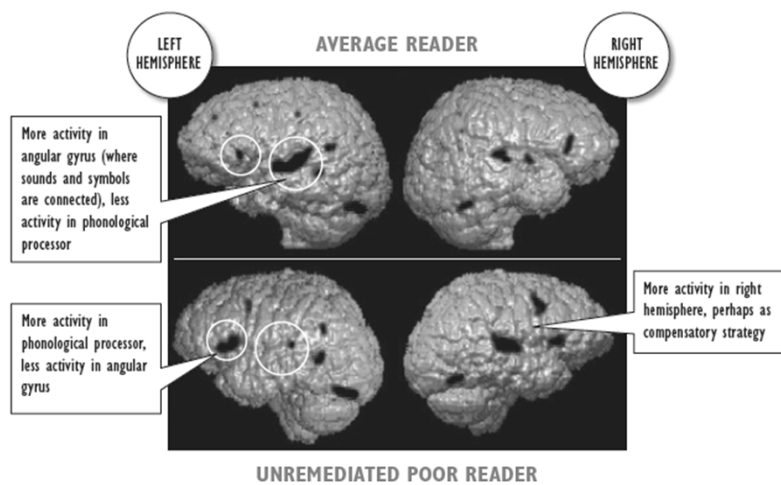 LEFT
HEMISPHERE
AVERAGE READER
RIGHT
HEMISPHERE
More activity in
angular gyrus (where
sounds and symbols
are connected), less
activity in phonological
processor
More activity in
phonological processor,
less activity in angular
gyrus
More activity in right
hemisphere, perhaps as
compensatory strategy
UNREMEDIATED POOR READER